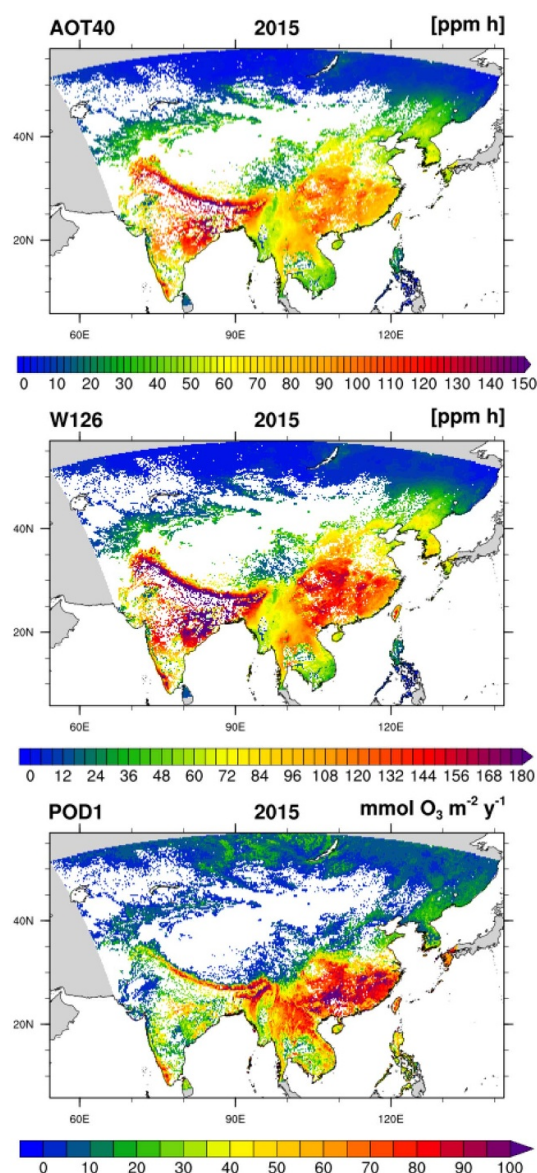 AOT40 2015 [ppm h]
40N
20N
60E 90E 120E
0 10 20 30 40 50 60 70 80 90 100 110 120 130 140 150
W126 2015 [ppm h]
40N
20N
60E 90E 120E
0 12 24 36 48 60 72 84 96 108 120 132 144 156 168 180
POD1 2015 mmol O₃ m⁻² y⁻¹
40N
20N
60E 90E 120E
0 10 20 30 40 50 60 70 80 90 100